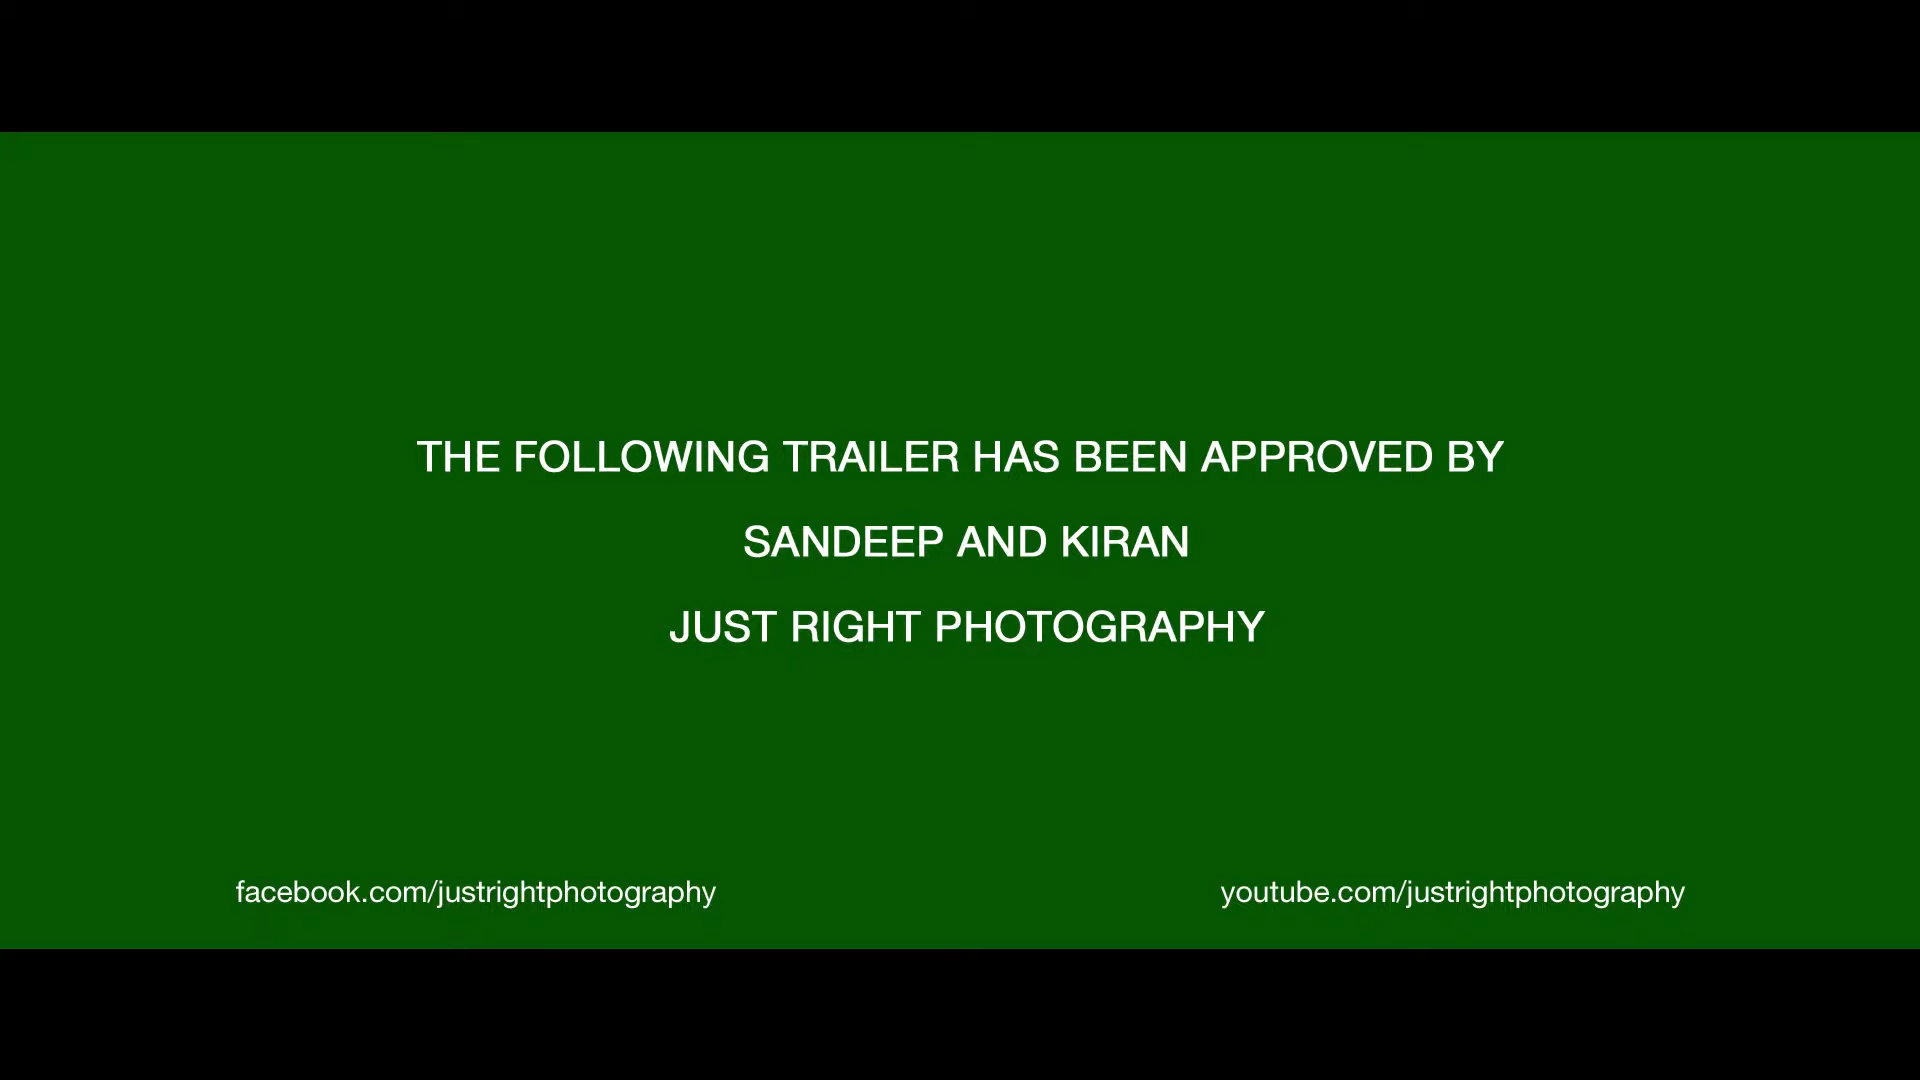 THE FOLLOWING TRAILER HAS BEEN APPROVED BY
SANDEEP AND KIRAN
JUST RIGHT PHOTOGRAPHY
facebook.com/justrightphotography
youtube.com/justrightphotography